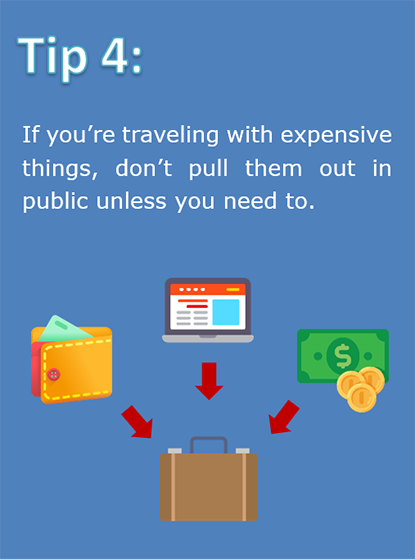 Tip 4:
If you’re traveling with expensive
things, don’t pull them out in
public unless you need to.
$